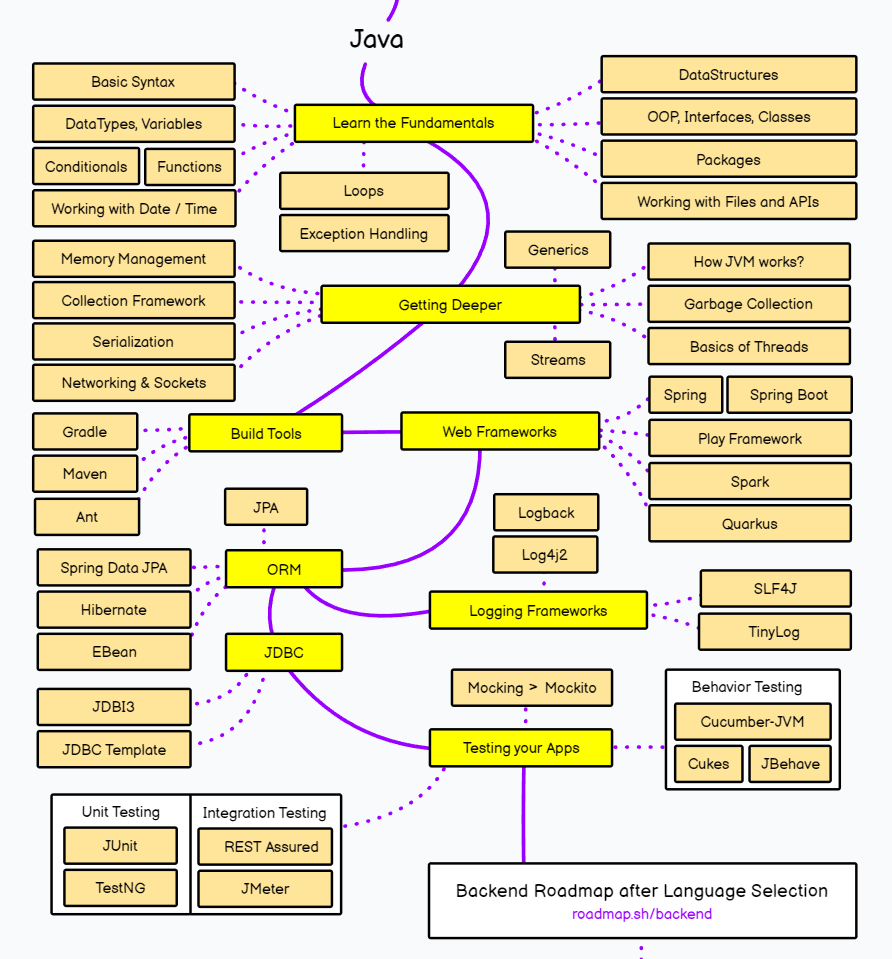 Java
Basic Syntax
DataTypes, Variables
Conditionals
Functions
Working with Date / Time
Learn the Fundamentals
Loops
Exception Handling
DataStructures
OOP, Interfaces, Classes
Packages
Working with Files and APIs
Memory Management
Collection Framework
Serialization
Networking & Sockets
Generics
Getting Deeper
Streams
How JVM works?
Garbage Collection
Basics of Threads
Gradle
Maven
Ant
Build Tools
Web Frameworks
Spring
Spring Boot
Play Framework
Spark
Quarkus
JPA
Spring Data JPA
Hibernate
EBean
ORM
Logback
Log4j2
Logging Frameworks
SLF4J
TinyLog
JDBC
JDBI3
JDBC Template
Mocking > Mockito
Testing your Apps
Behavior Testing
Cucumber-JVM
Cukes
JBehave
Unit Testing
JUnit
TestNG
Integration Testing
REST Assured
JMeter
Backend Roadmap after Language Selection
roadmap.sh/backend